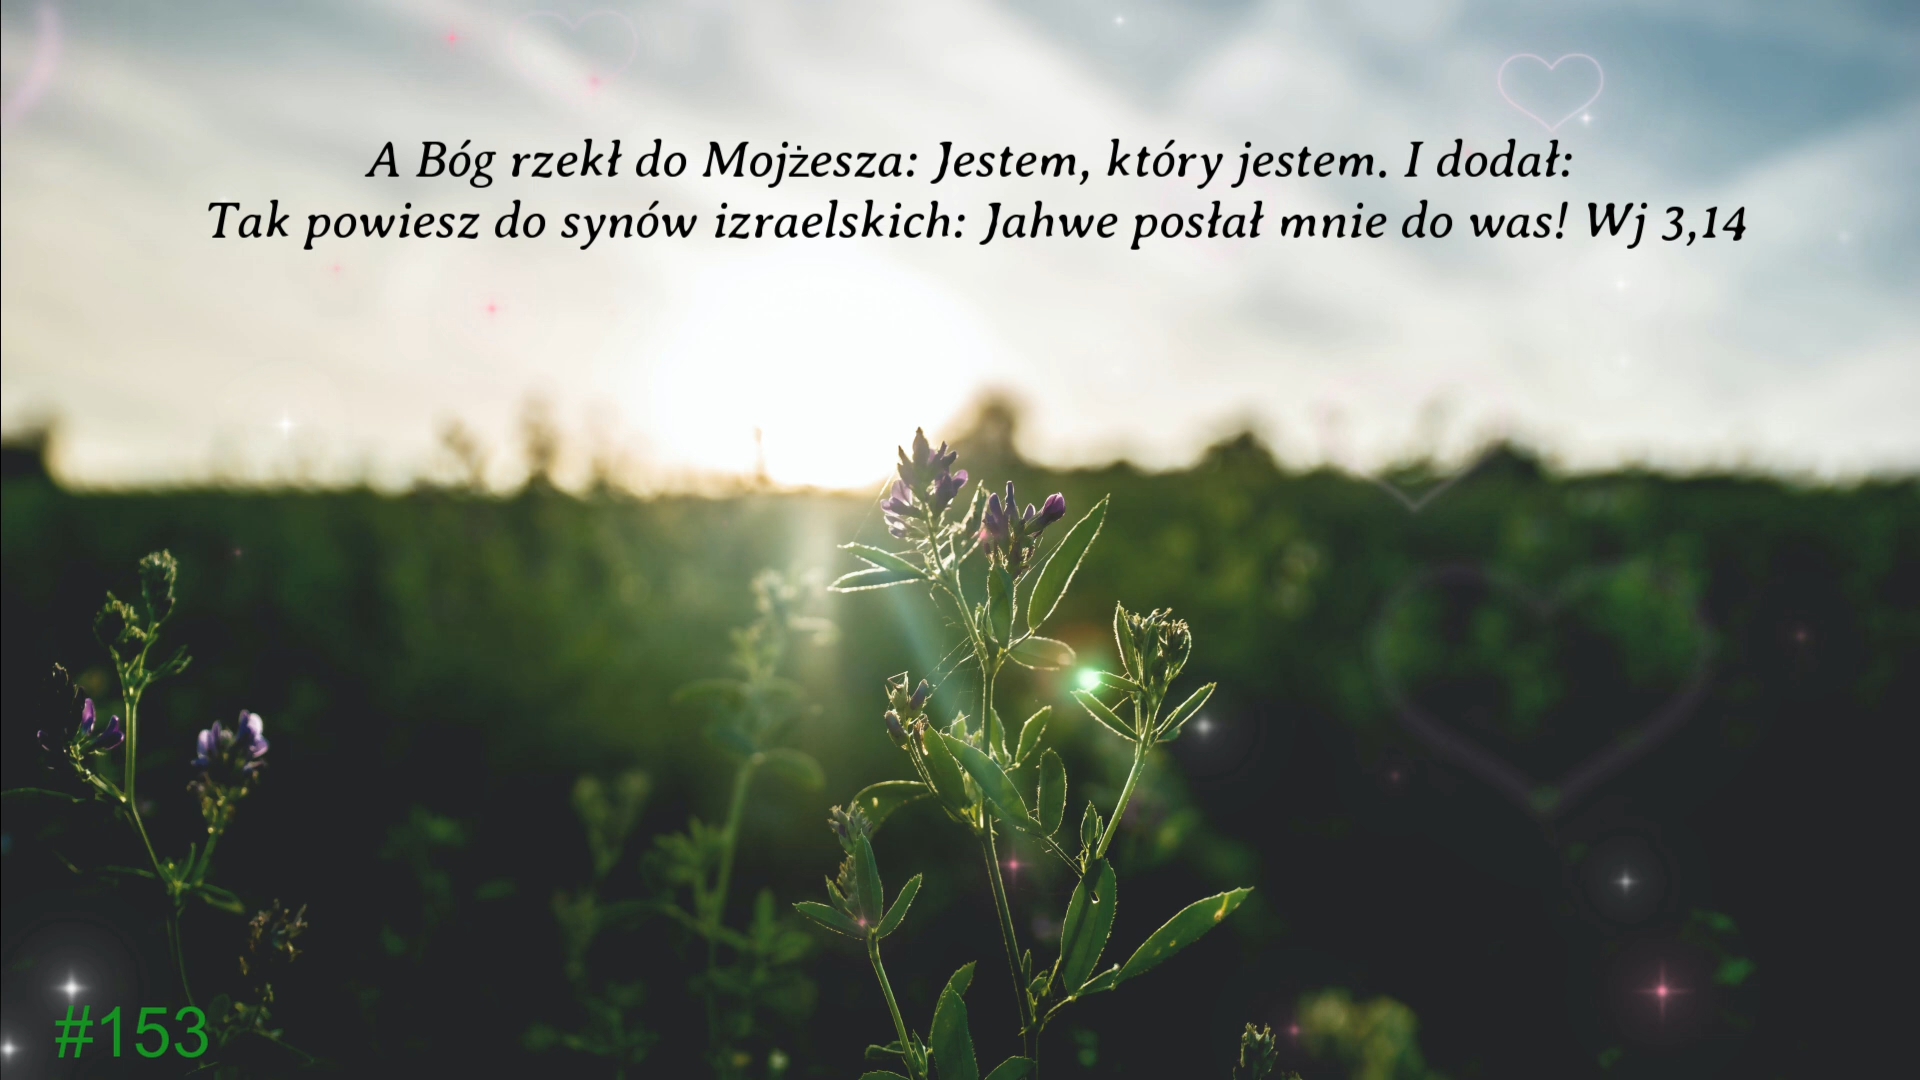 A Bóg rzekł do Mojżesza: Jestem, który jestem. I dodał:
Tak powiesz do synów izraelskich: Jahwe posłał mnie do was! Wj 3,14
#153